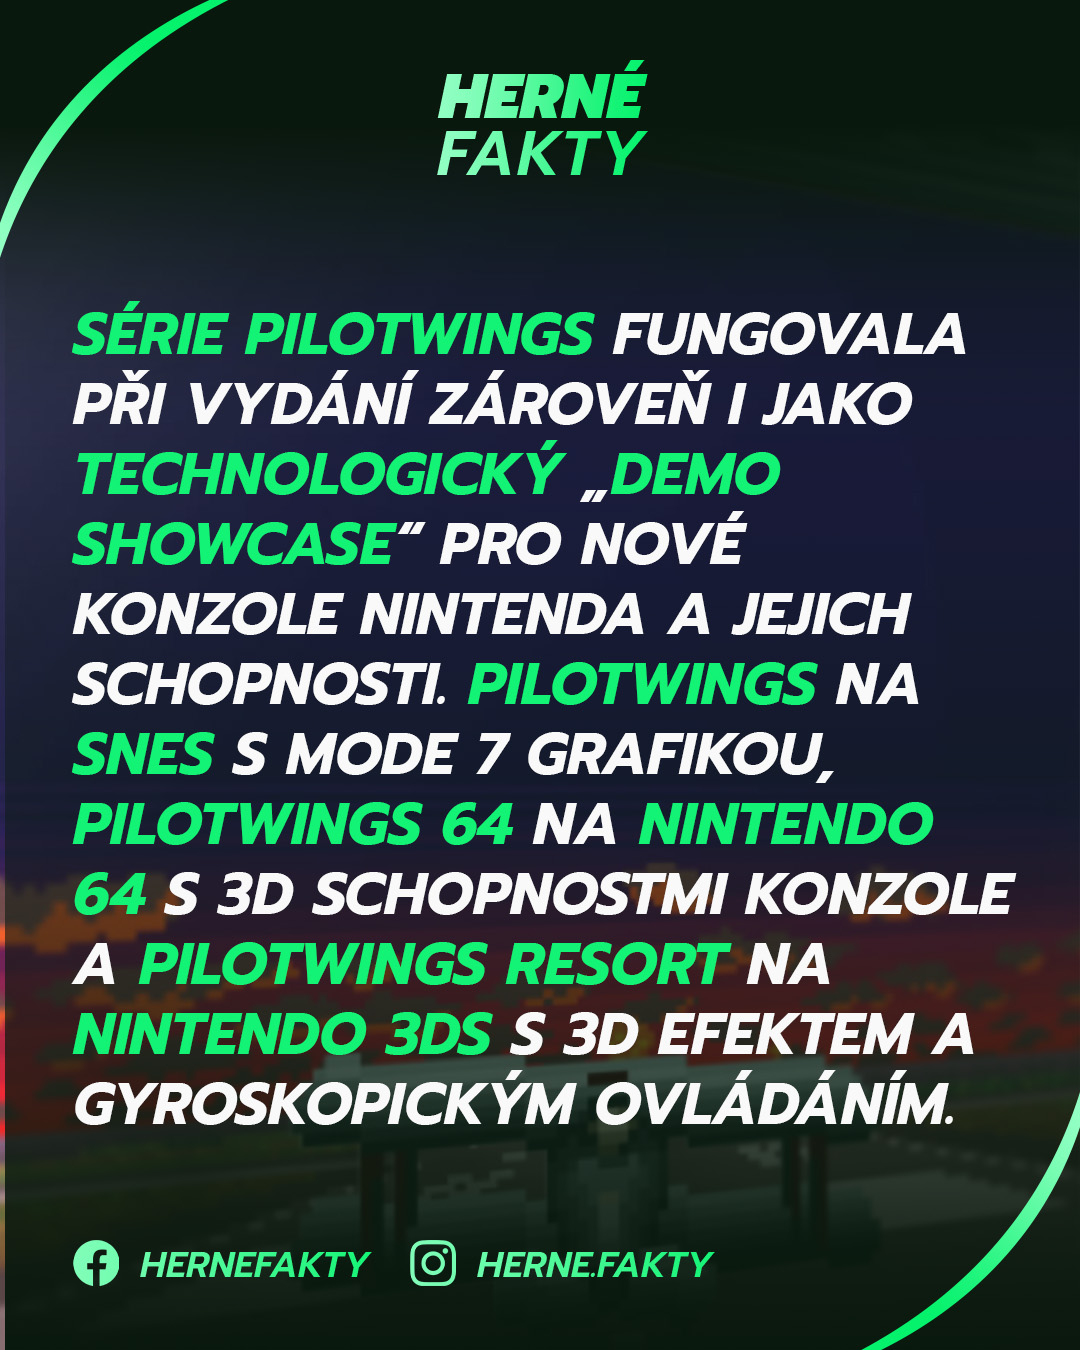 HERNÉ
FAKTY
SÉRIE PILOTWINGS FUNGOVALA
PŘI VYDÁNÍ ZÁROVEŇ I JAKO
TECHNOLOGICKÝ „DEMO
SHOWCASE“ PRO NOVÉ
KONZOLE NINTENDA A JEJICH
SCHOPNOSTI. PILOTWINGS NA
SNES S MODE 7 GRAFIKOU,
PILOTWINGS 64 NA NINTENDO
64 S 3D SCHOPNOSTMI KONZOLE
A PILOTWINGS RESORT NA
NINTENDO 3DS S 3D EFEKTEM A
GYROSKOPICKÝM OVLÁDÁNÍM.
HERNEFAKTY HERNE.FAKTY